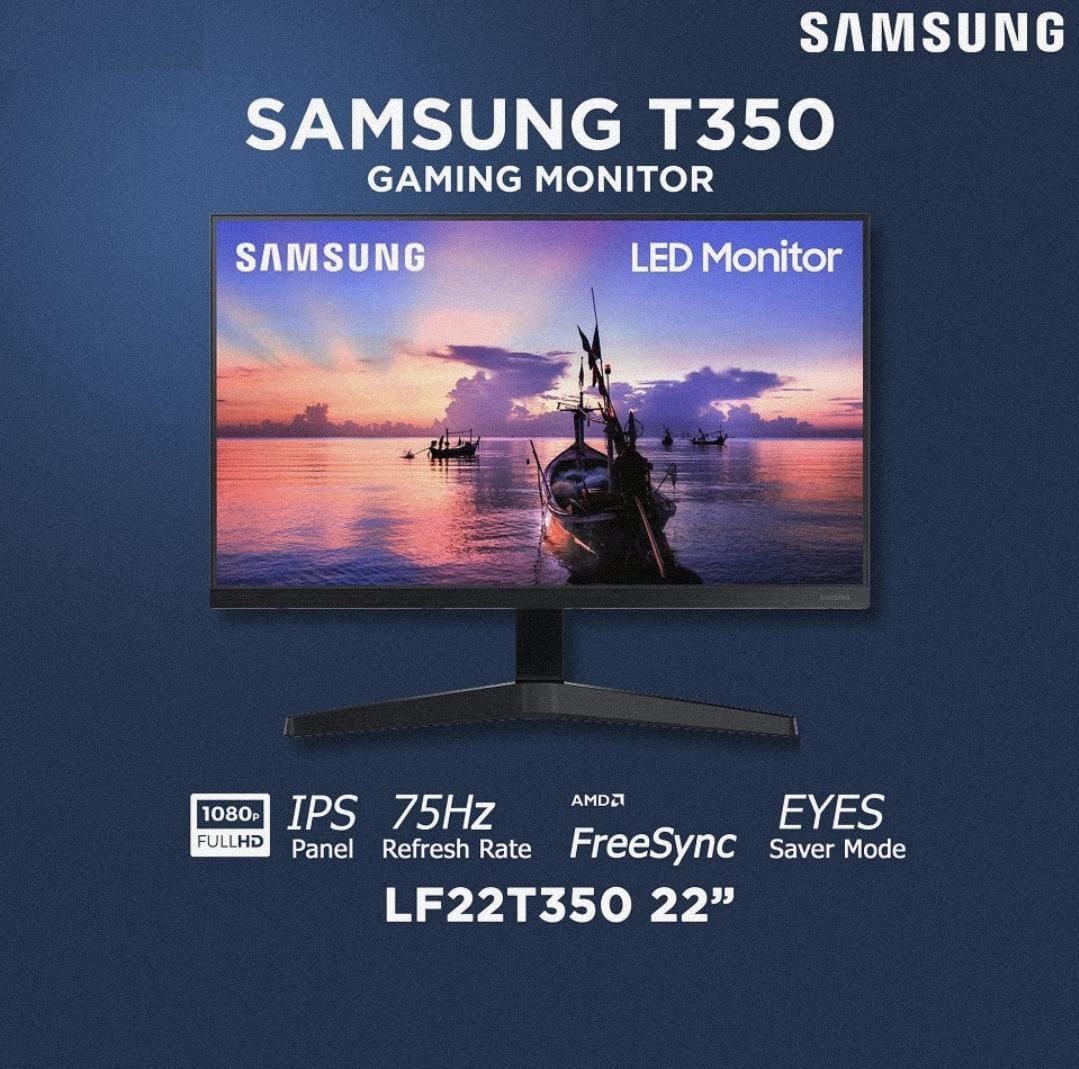 SAMSUNG
SAMSUNG T350
GAMING MONITOR
SAMSUNG
LED Monitor
SAMSUNG
1080P
FULLHD
IPS
Panel
75Hz
Refresh Rate
AMD
FreeSync
EYES
Saver Mode
LF22T350 22”